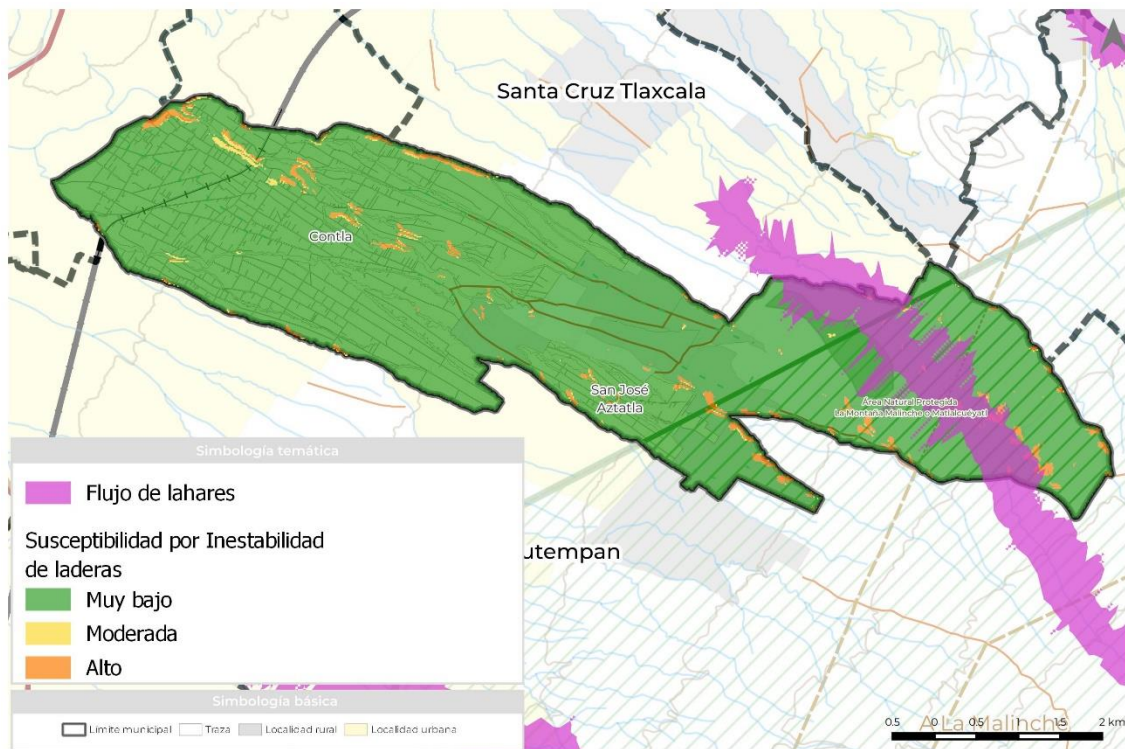 Santa Cruz Tlaxcala
Contla
San José
Aztatla
Área Natural Protegida
La Montaña Malinche o Matlalcuéyatl
utempan
Simbología temática
Flujo de lahares
Susceptibilidad por Inestabilidad
de laderas
Muy bajo
Moderada
Alto
Simbología básica
Límite municipal
Traza
Localidad rural
Localidad urbana
A La Malinche
0.5 0 0.5 1 1.5 2 km